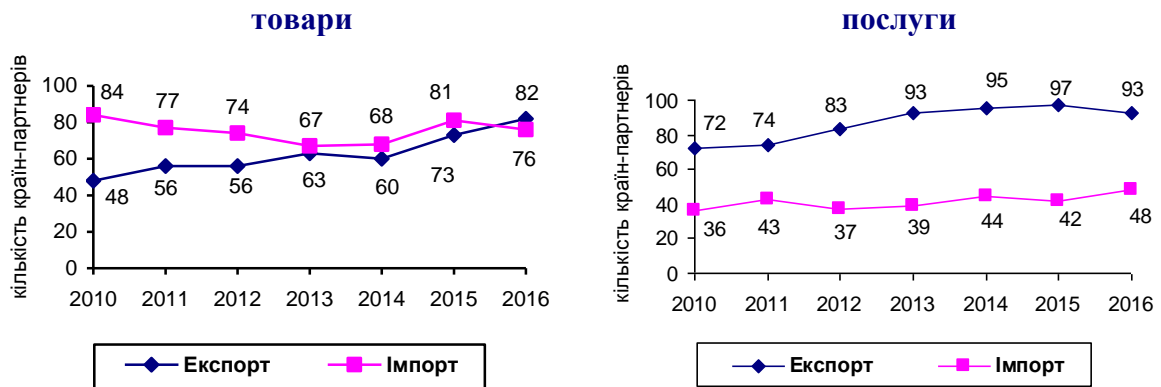 товари
кількість країн-партнерів
100
80
60
40
20
0
84 77 74 67 68 81 82
48 56 56 63 60 73 76
2010 2011 2012 2013 2014 2015 2016
Експорт Імпорт
послуги
кількість країн-партнерів
100
80
60
40
20
0
72 74 83 93 95 97 93
36 43 37 39 44 42 48
2010 2011 2012 2013 2014 2015 2016
Експорт Імпорт